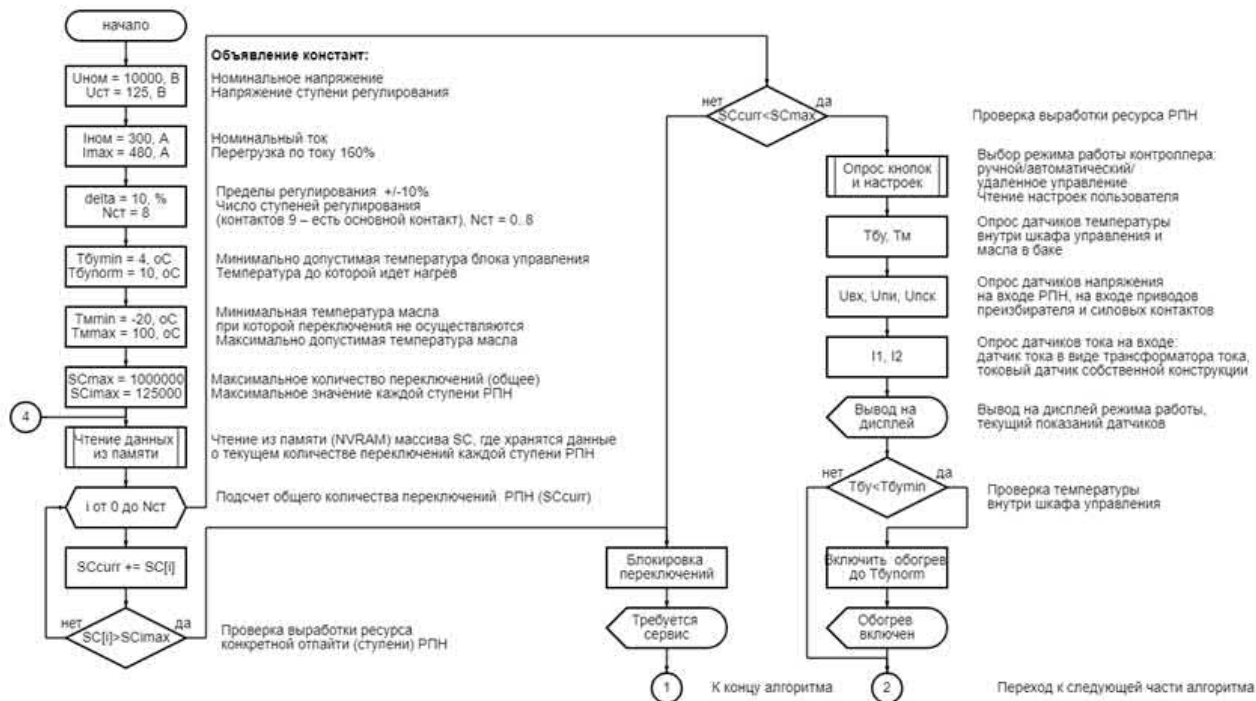 начало
Объявление констант:
Uном = 10000, В
Uст = 125, В
Номинальное напряжение
Напряжение ступени регулирования
Iном = 300, А
Imax = 480, А
Номинальный ток
Перегрузка по току 160%
delta = 10, %
Nст = 8
Пределы регулирования +/-10%
Число ступеней регулирования
(контактов 9 – есть основной контакт), Nст = 0..8
Тбуmin = 4, оС
Тбуnorm = 10, оС
Минимально допустимая температура блока управления
Температура до которой идет нагрев
Тмmin = -20, оС
Тмmax = 100, оС
Минимальная температура масла
при которой переключения не осуществляются
Максимально допустимая температура масла
SCmax = 1000000
SCimax = 125000
Максимальное количество переключений (общее)
Максимальное значение каждой ступени РПН
4
Чтение данных
из памяти
Чтение из памяти (NVRAM) массива SC, где хранятся данные
о текущем количестве переключений каждой ступени РПН
i от 0 до Nст
Подсчет общего количества переключений РПН (SCcurr)
SCcurr += SC[i]
нет
SC[i]>SCimax
да
Проверка выработки ресурса
конкретной отпайти (ступени) РПН
нет
SCcurr<SCmax
да
Проверка выработки ресурса РПН
Опрос кнопок
и настроек
Выбор режима работы контроллера:
ручной/автоматический/
удаленное управление
Чтение настроек пользователя
Тбу, Тм
Опрос датчиков температуры
внутри шкафа управления и
масла в баке
Uвх, Uпи, Uпск
Опрос датчиков напряжения
на входе РПН, на входе приводов
преизбирателя и силовых контактов
I1, I2
Опрос датчиков тока на входе:
датчик тока в виде трансформатора тока,
токовый датчик собственной конструкции
Вывод на
дисплей
Вывод на дисплей режима работы,
текущий показаний датчиков
нет
Тбу<Тбуmin
да
Проверка температуры
внутри шкафа управления
Блокировка
переключений
Включить обогрев
до Тбуnorm
Требуется
сервис
Обогрев
включен
1
К концу алгоритма
2
Переход к следующей части алгоритма